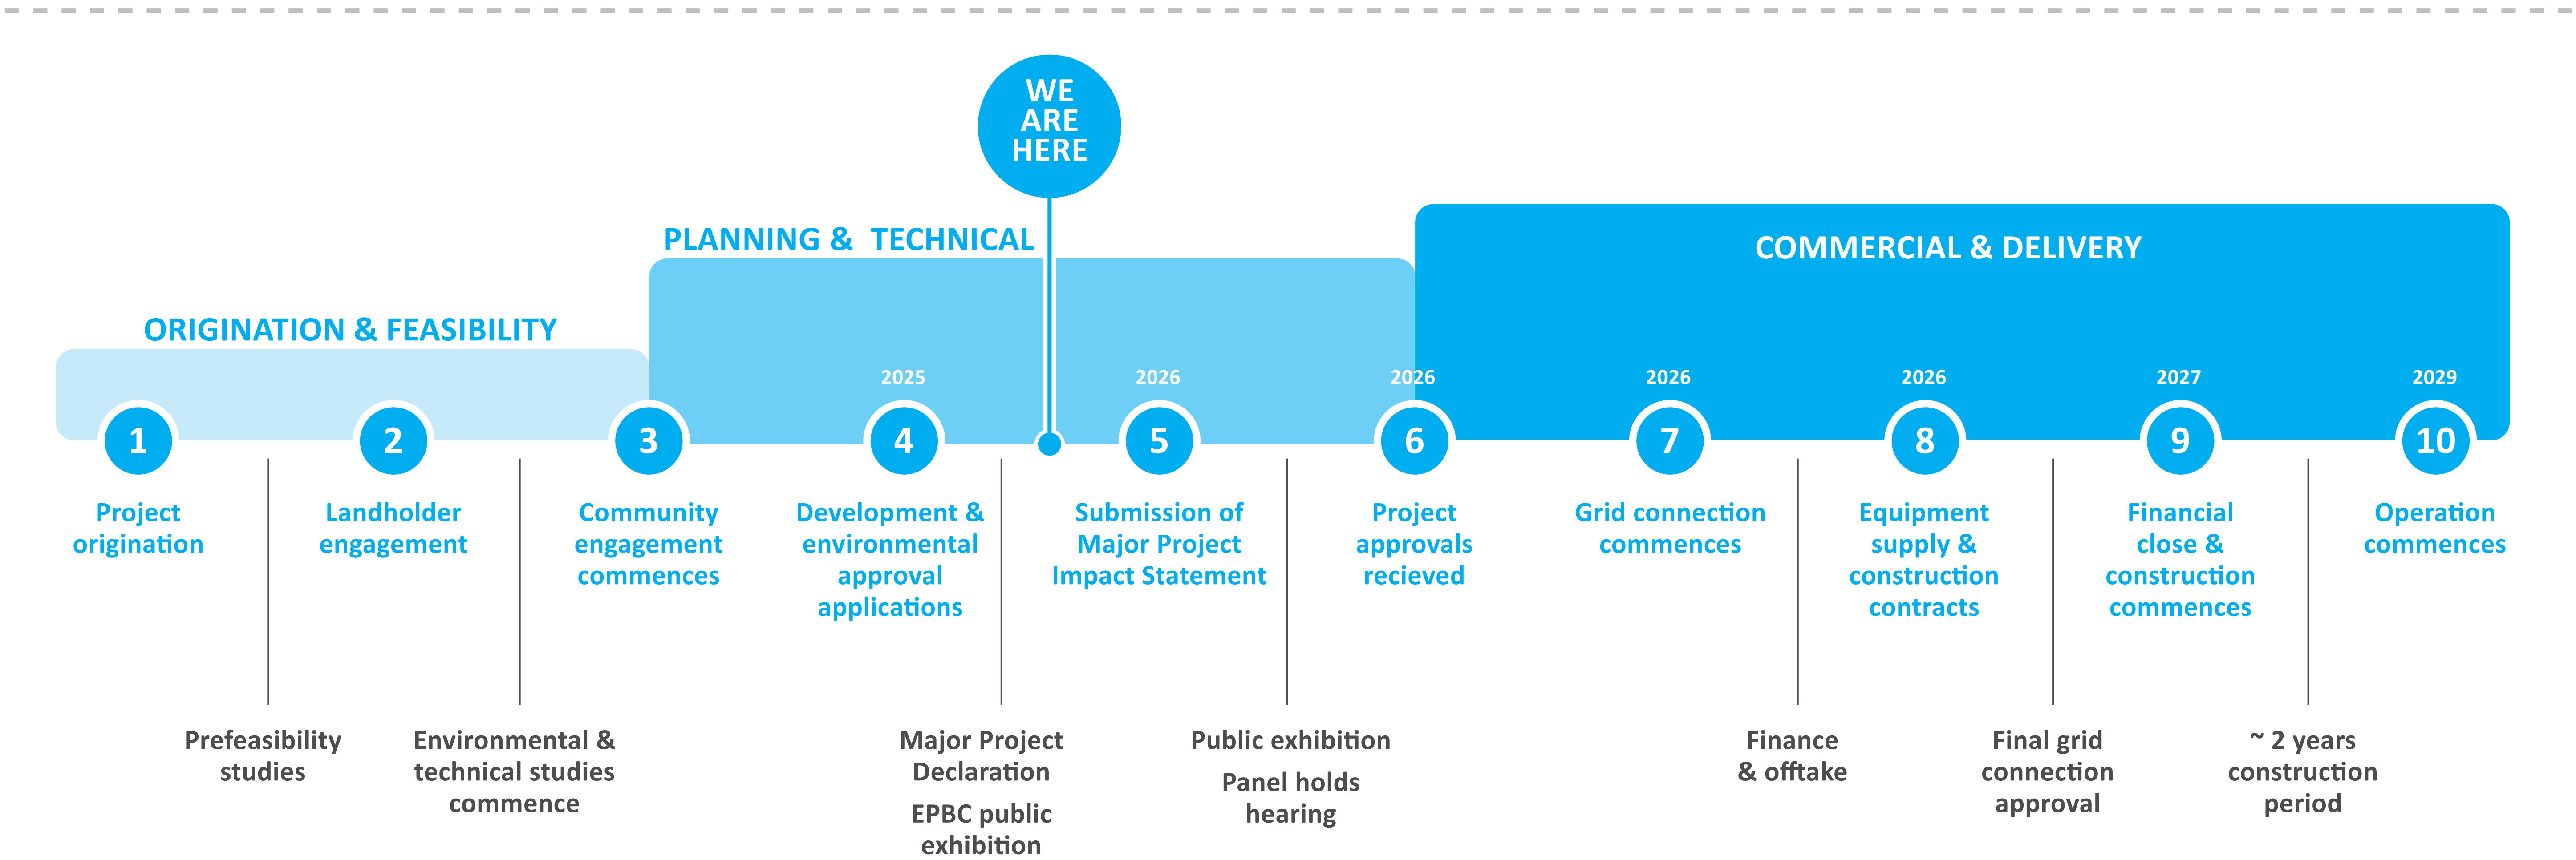 WE
ARE
HERE
PLANNING & TECHNICAL
COMMERCIAL & DELIVERY
ORIGINATION & FEASIBILITY
2025
2026
2026
2026
2026
2027
2029
1
2
3
4
5
6
7
8
9
10
Project
origination
Landholder
engagement
Community
engagement
commences
Development &
environmental
approval
applications
Submission of
Major Project
Impact Statement
Project
approvals
recieved
Grid connection
commences
Equipment
supply &
construction
contracts
Financial
close &
construction
commences
Operation
commences
Prefeasibility
studies
Environmental &
technical studies
commence
Major Project
Declaration
EPBC public
exhibition
Public exhibition
Panel holds
hearing
Finance
& offtake
Final grid
connection
approval
~ 2 years
construction
period